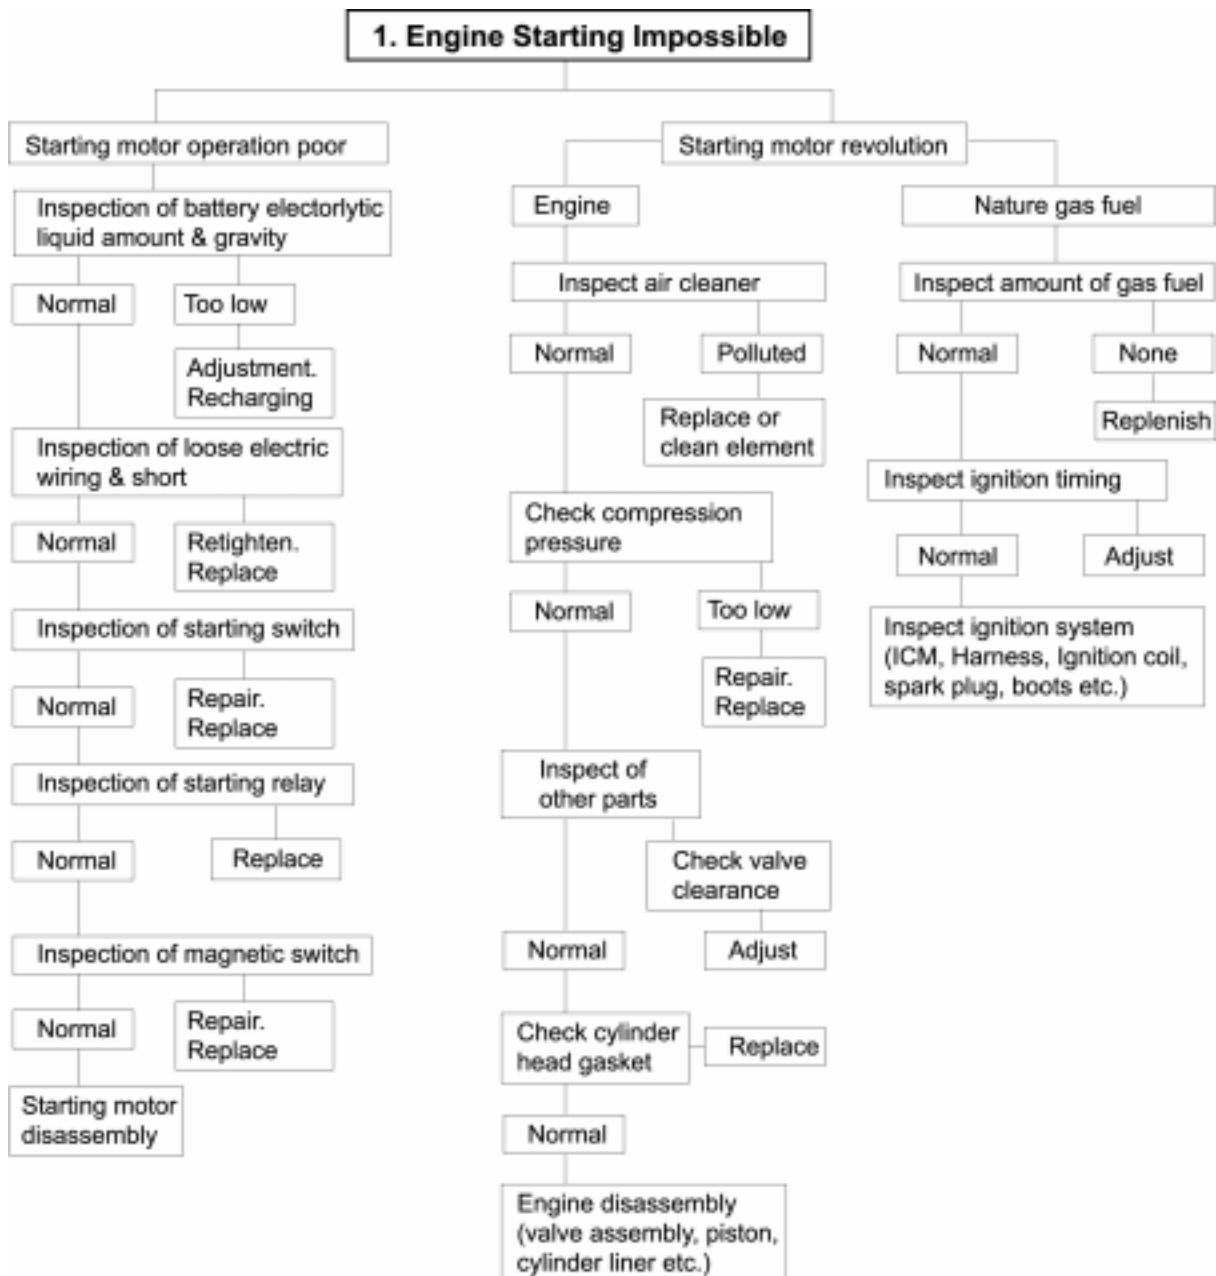 1. Engine Starting Impossible
Starting motor operation poor
Inspection of battery electorlytic
liquid amount & gravity
Normal
Too low
Adjustment.
Recharging
Inspection of loose electric
wiring & short
Normal
Retighten.
Replace
Inspection of starting switch
Normal
Repair.
Replace
Inspection of starting relay
Normal
Replace
Inspection of magnetic switch
Normal
Repair.
Replace
Starting motor
disassembly
Starting motor revolution
Engine
Inspect air cleaner
Normal
Polluted
Replace or
clean element
Check compression
pressure
Normal
Too low
Repair.
Replace
Inspect of
other parts
Check valve
clearance
Normal
Adjust
Check cylinder
head gasket
Replace
Normal
Engine disassembly
(valve assembly, piston,
cylinder liner etc.)
Nature gas fuel
Inspect amount of gas fuel
Normal
None
Replenish
Inspect ignition timing
Normal
Adjust
Inspect ignition system
(ICM, Harness, Ignition coil,
spark plug, boots etc.)